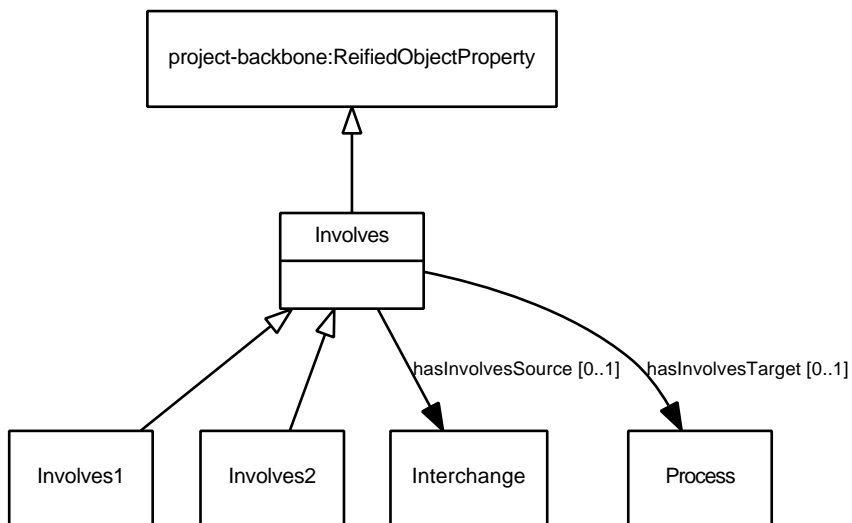 project-backbone:ReifiedObjectProperty
Involves
hasInvolvesSource [0..1]
hasInvolvesTarget [0..1]
Involves1
Involves2
Interchange
Process